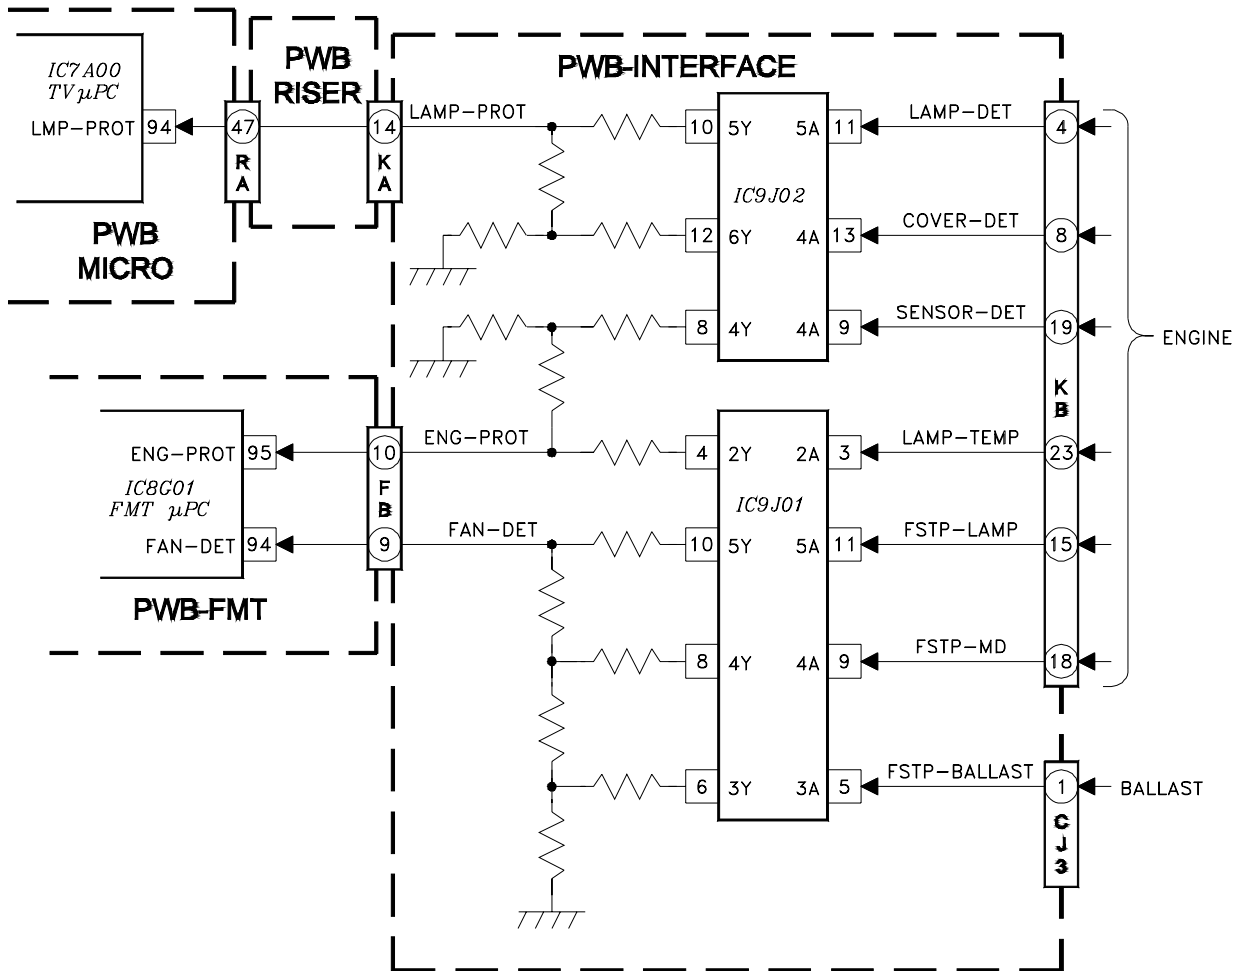 PWB
RISER
PWB-INTERFACE
IC7A00
TV µPC
LMP-PROT 94
47
R
A
14
K
A
LAMP-PROT
10 5Y 5A 11
LAMP-DET
4
IC9J02
12 6Y 4A 13
COVER-DET
8
PWB
MICRO
8 4Y 4A 9
SENSOR-DET
19
ENGINE
K
B
ENG-PROT 95
10
ENG-PROT
4 2Y 2A 3
LAMP-TEMP
23
IC8G01
FMT µPC
F
B
IC9J01
FAN-DET 94
9
FAN-DET
10 5Y 5A 11
FSTP-LAMP
15
PWB-FMT
8 4Y 4A 9
FSTP-MD
18
6 3Y 3A 5
FSTP-BALLAST
1
BALLAST
C
J
3